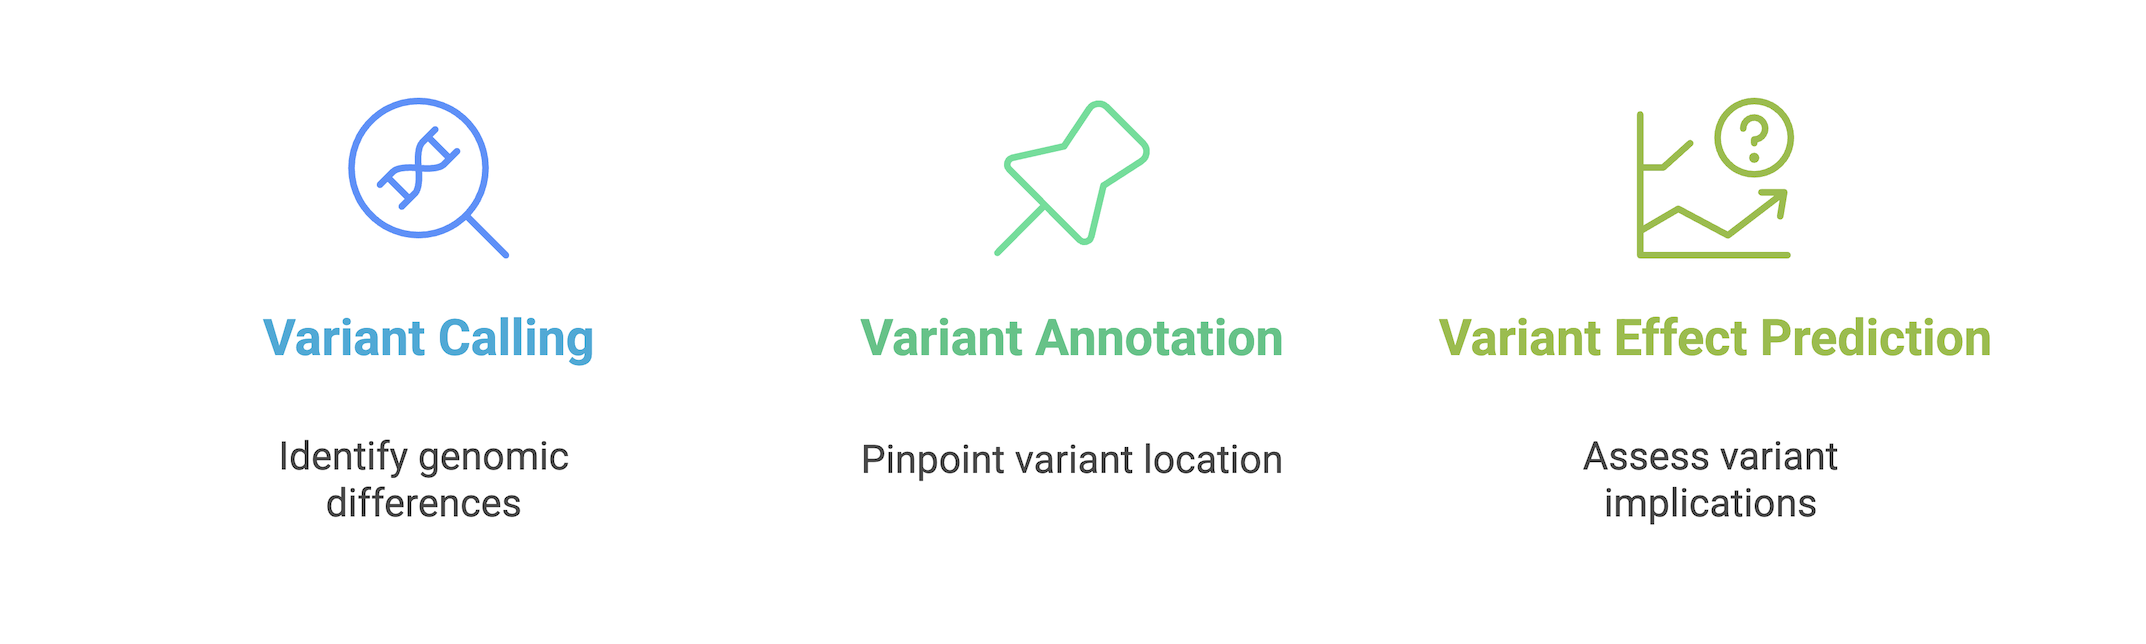 Variant Calling
Identify genomic
differences
Variant Annotation
Pinpoint variant location
Variant Effect Prediction
Assess variant
implications